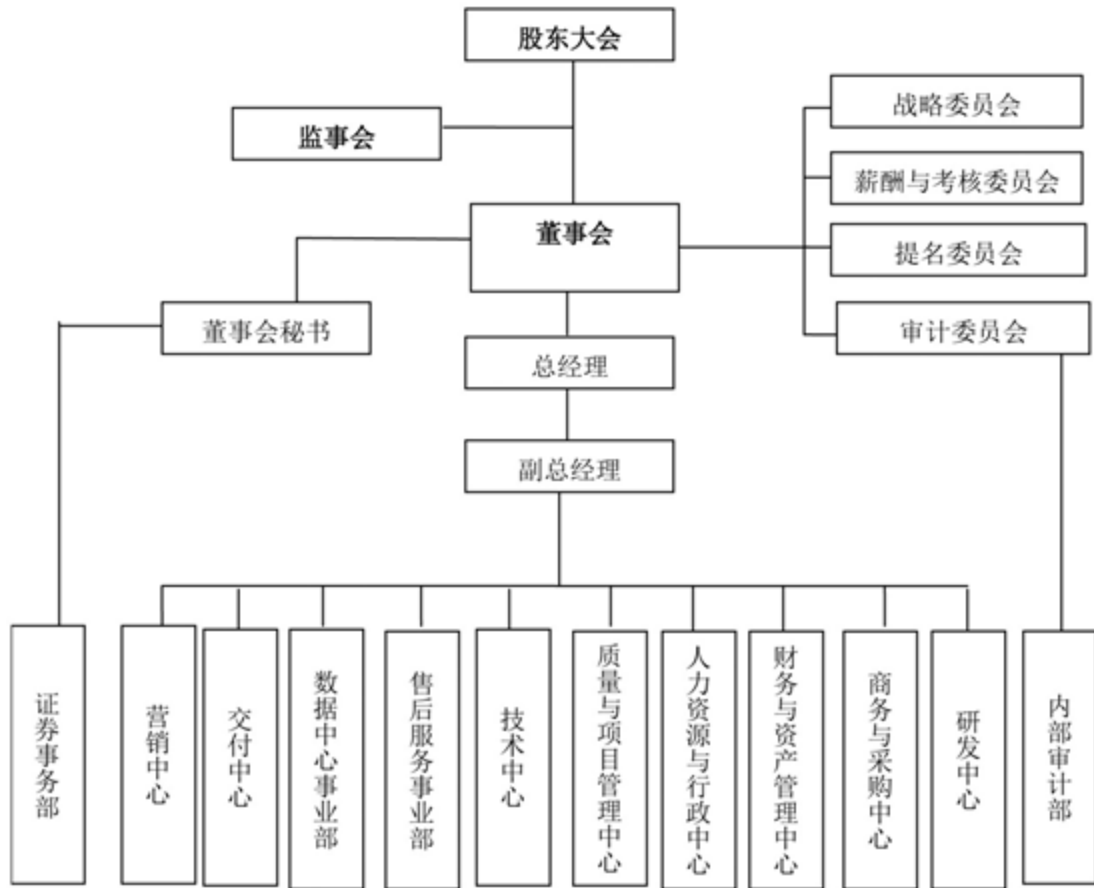 股东大会
监事会
战略委员会
薪酬与考核委员会
董事会
提名委员会
董事会秘书
审计委员会
总经理
副总经理
证券事务部
营销中心
交付中心
数据中心事业部
售后服务事业部
技术中心
质量与项目管理中心
人力资源与行政中心
财务与资产管理中心
商务与采购中心
研发中心
内部审计部